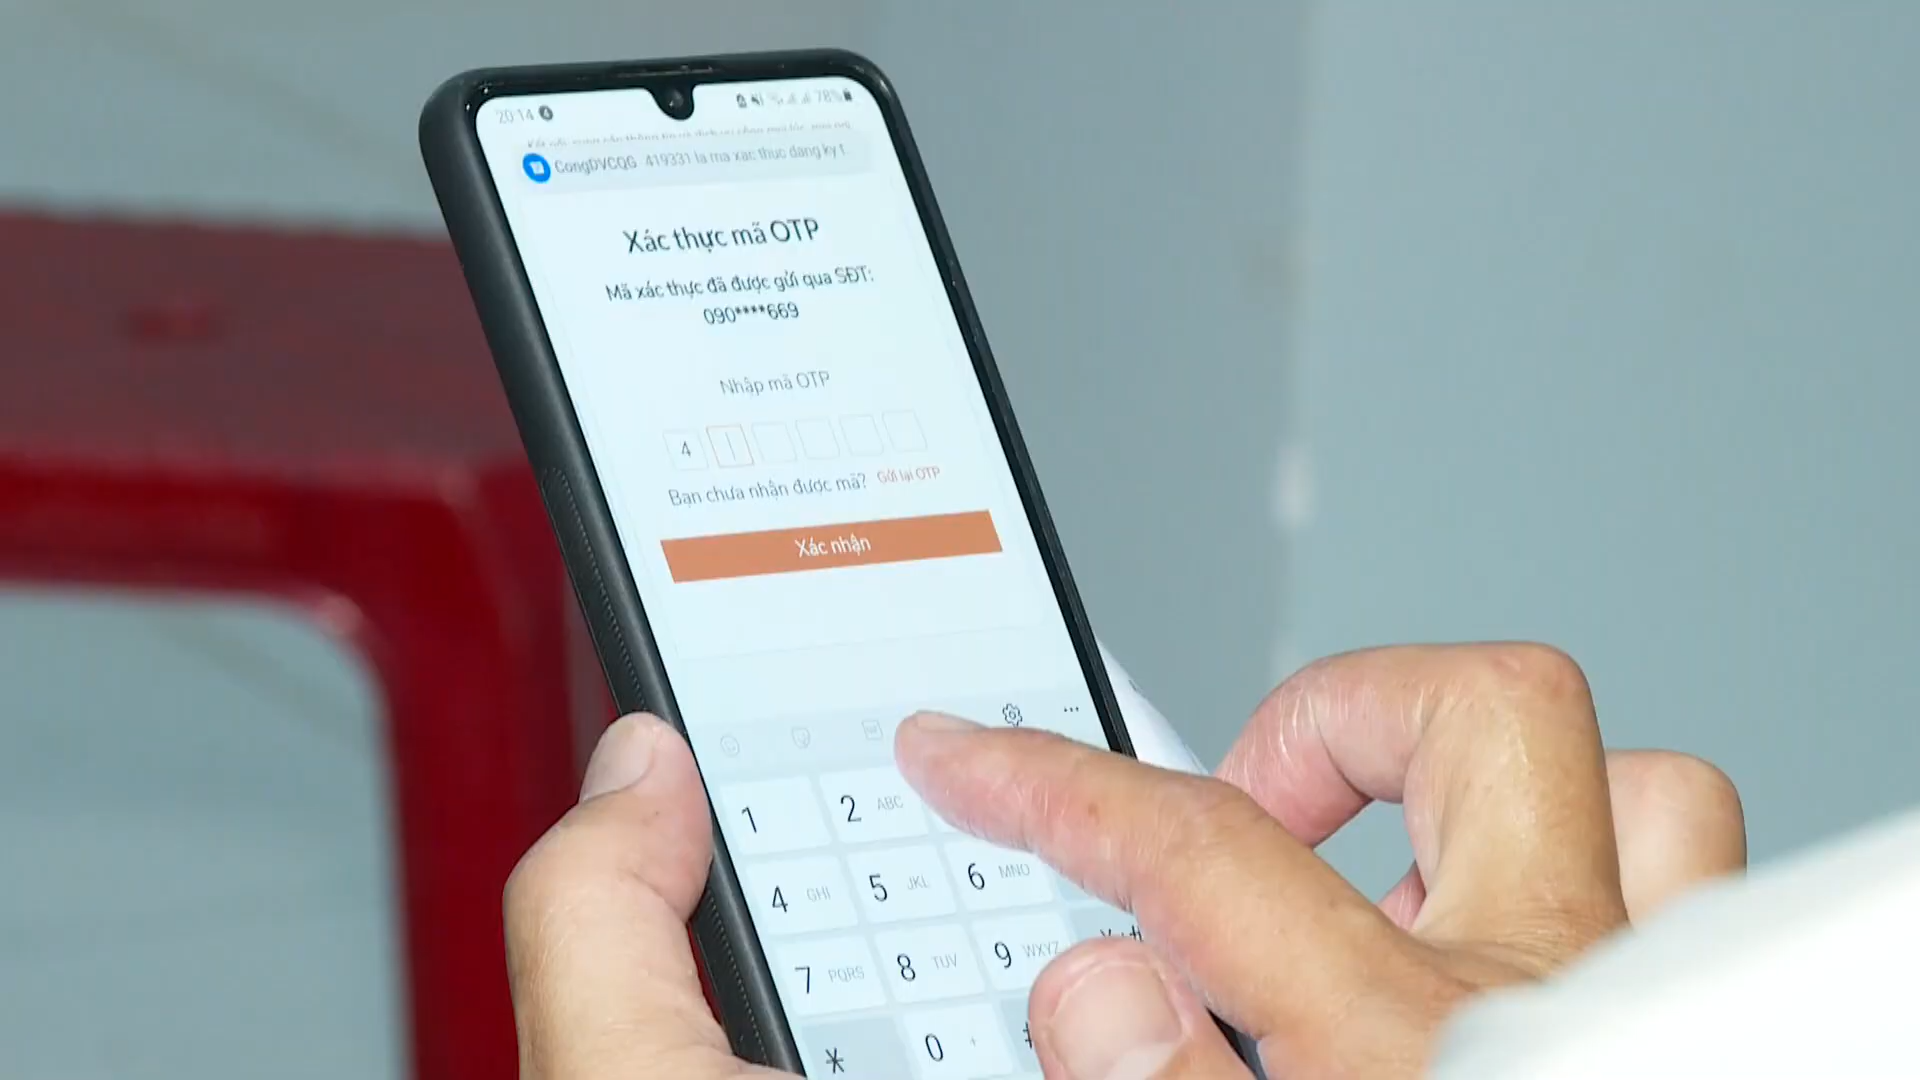 20:14
78%
CongDVCQG 419331 la ma xac thuc dang ky t
Xác thực mã OTP
Mã xác thực đã được gửi qua SĐT:
090****669
Nhập mã OTP
4
Bạn chưa nhận được mã? Gửi lại OTP
Xác nhận
1
2 ABC
4 GHI
5 JKL
6 MNO
7 PQRS
8 TUV
9 WXYZ
*
0 +
#